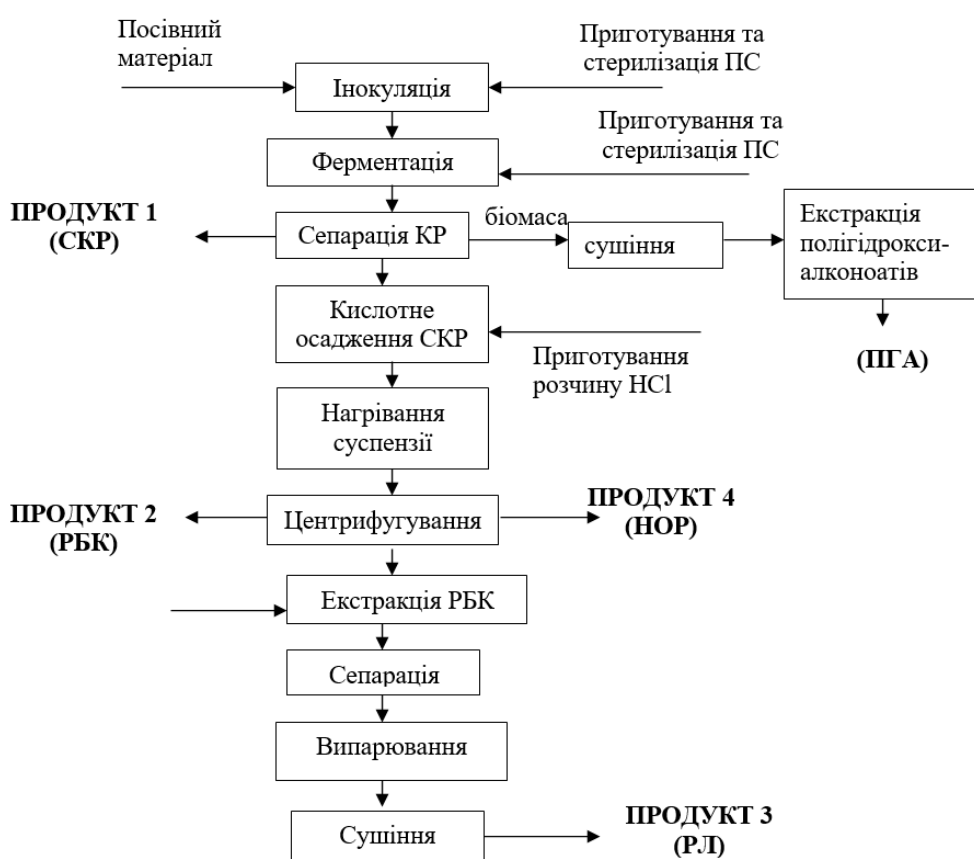 Посівний
матеріал
Приготування та
стерилізація ПС
Інокуляція
Приготування та
стерилізація ПС
Ферментація
ПРОДУКТ 1
(СКР)
Сепарація КР
біомаса
сушіння
Екстракція
полігідрокси-
алконоатів
Кислотне
осадження СКР
Приготування
розчину HCl
(ПГА)
Нагрівання
суспензії
ПРОДУКТ 2
(РБК)
Центрифугування
ПРОДУКТ 4
(НОР)
Екстракція РБК
Сепарація
Випарювання
Сушіння
ПРОДУКТ 3
(РЛ)